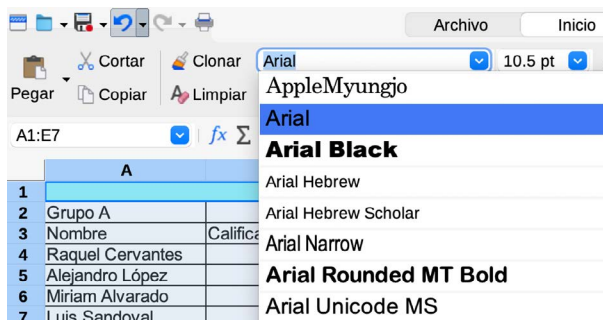 Archivo Inicio
Cortar Clonar Arial 10.5 pt
Pegar Copiar Limpiar
AppleMyungjo
Arial
Arial Black
Arial Hebrew
Arial Hebrew Scholar
Arial Narrow
Arial Rounded MT Bold
Arial Unicode MS
A1:E7 fx Σ
A
1
2 Grupo A
3 Nombre
4 Raquel Cervantes
5 Alejandro López
6 Miriam Alvarado
7 Luis Sandoval